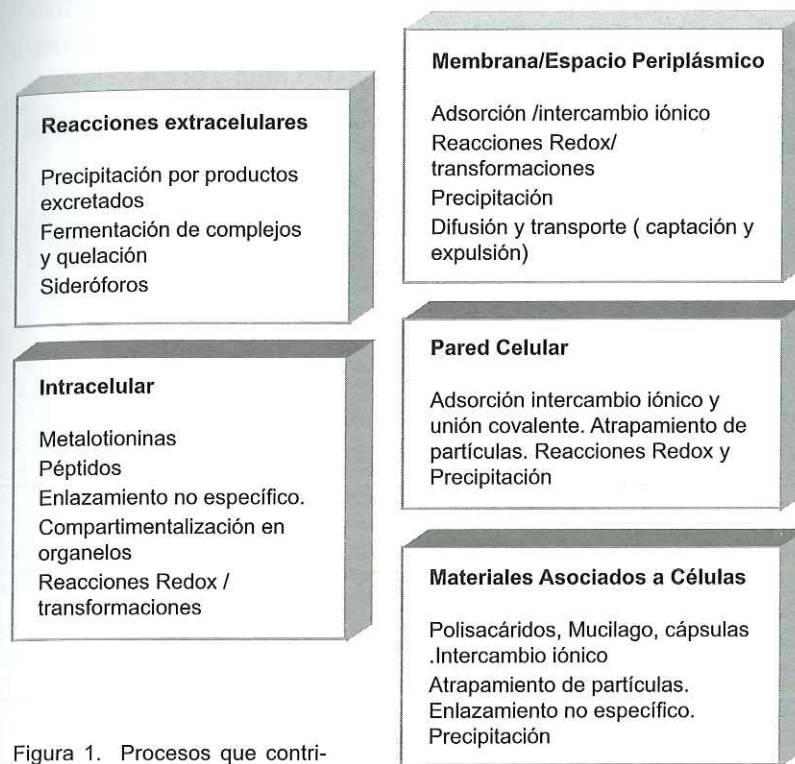 Reacciones extracelulares
Precipitación por productos
excretados
Fermentación de complejos
y quelación
Sideróforos
Intracelular
Metalotioninas
Péptidos
Enlazamiento no específico.
Compartimentalización en
organelos
Reacciones Redox /
transformaciones
Membrana/Espacio Periplásmico
Adsorción /intercambio iónico
Reacciones Redox/
transformaciones
Precipitación
Difusión y transporte ( captación y
expulsión)
Pared Celular
Adsorción intercambio iónico y
unión covalente. Atrapamiento de
partículas. Reacciones Redox y
Precipitación
Materiales Asociados a Células
Polisacáridos, Mucilago, cápsulas
.Intercambio iónico
Atrapamiento de partículas.
Enlazamiento no específico.
Precipitación
Figura 1. Procesos que contri-